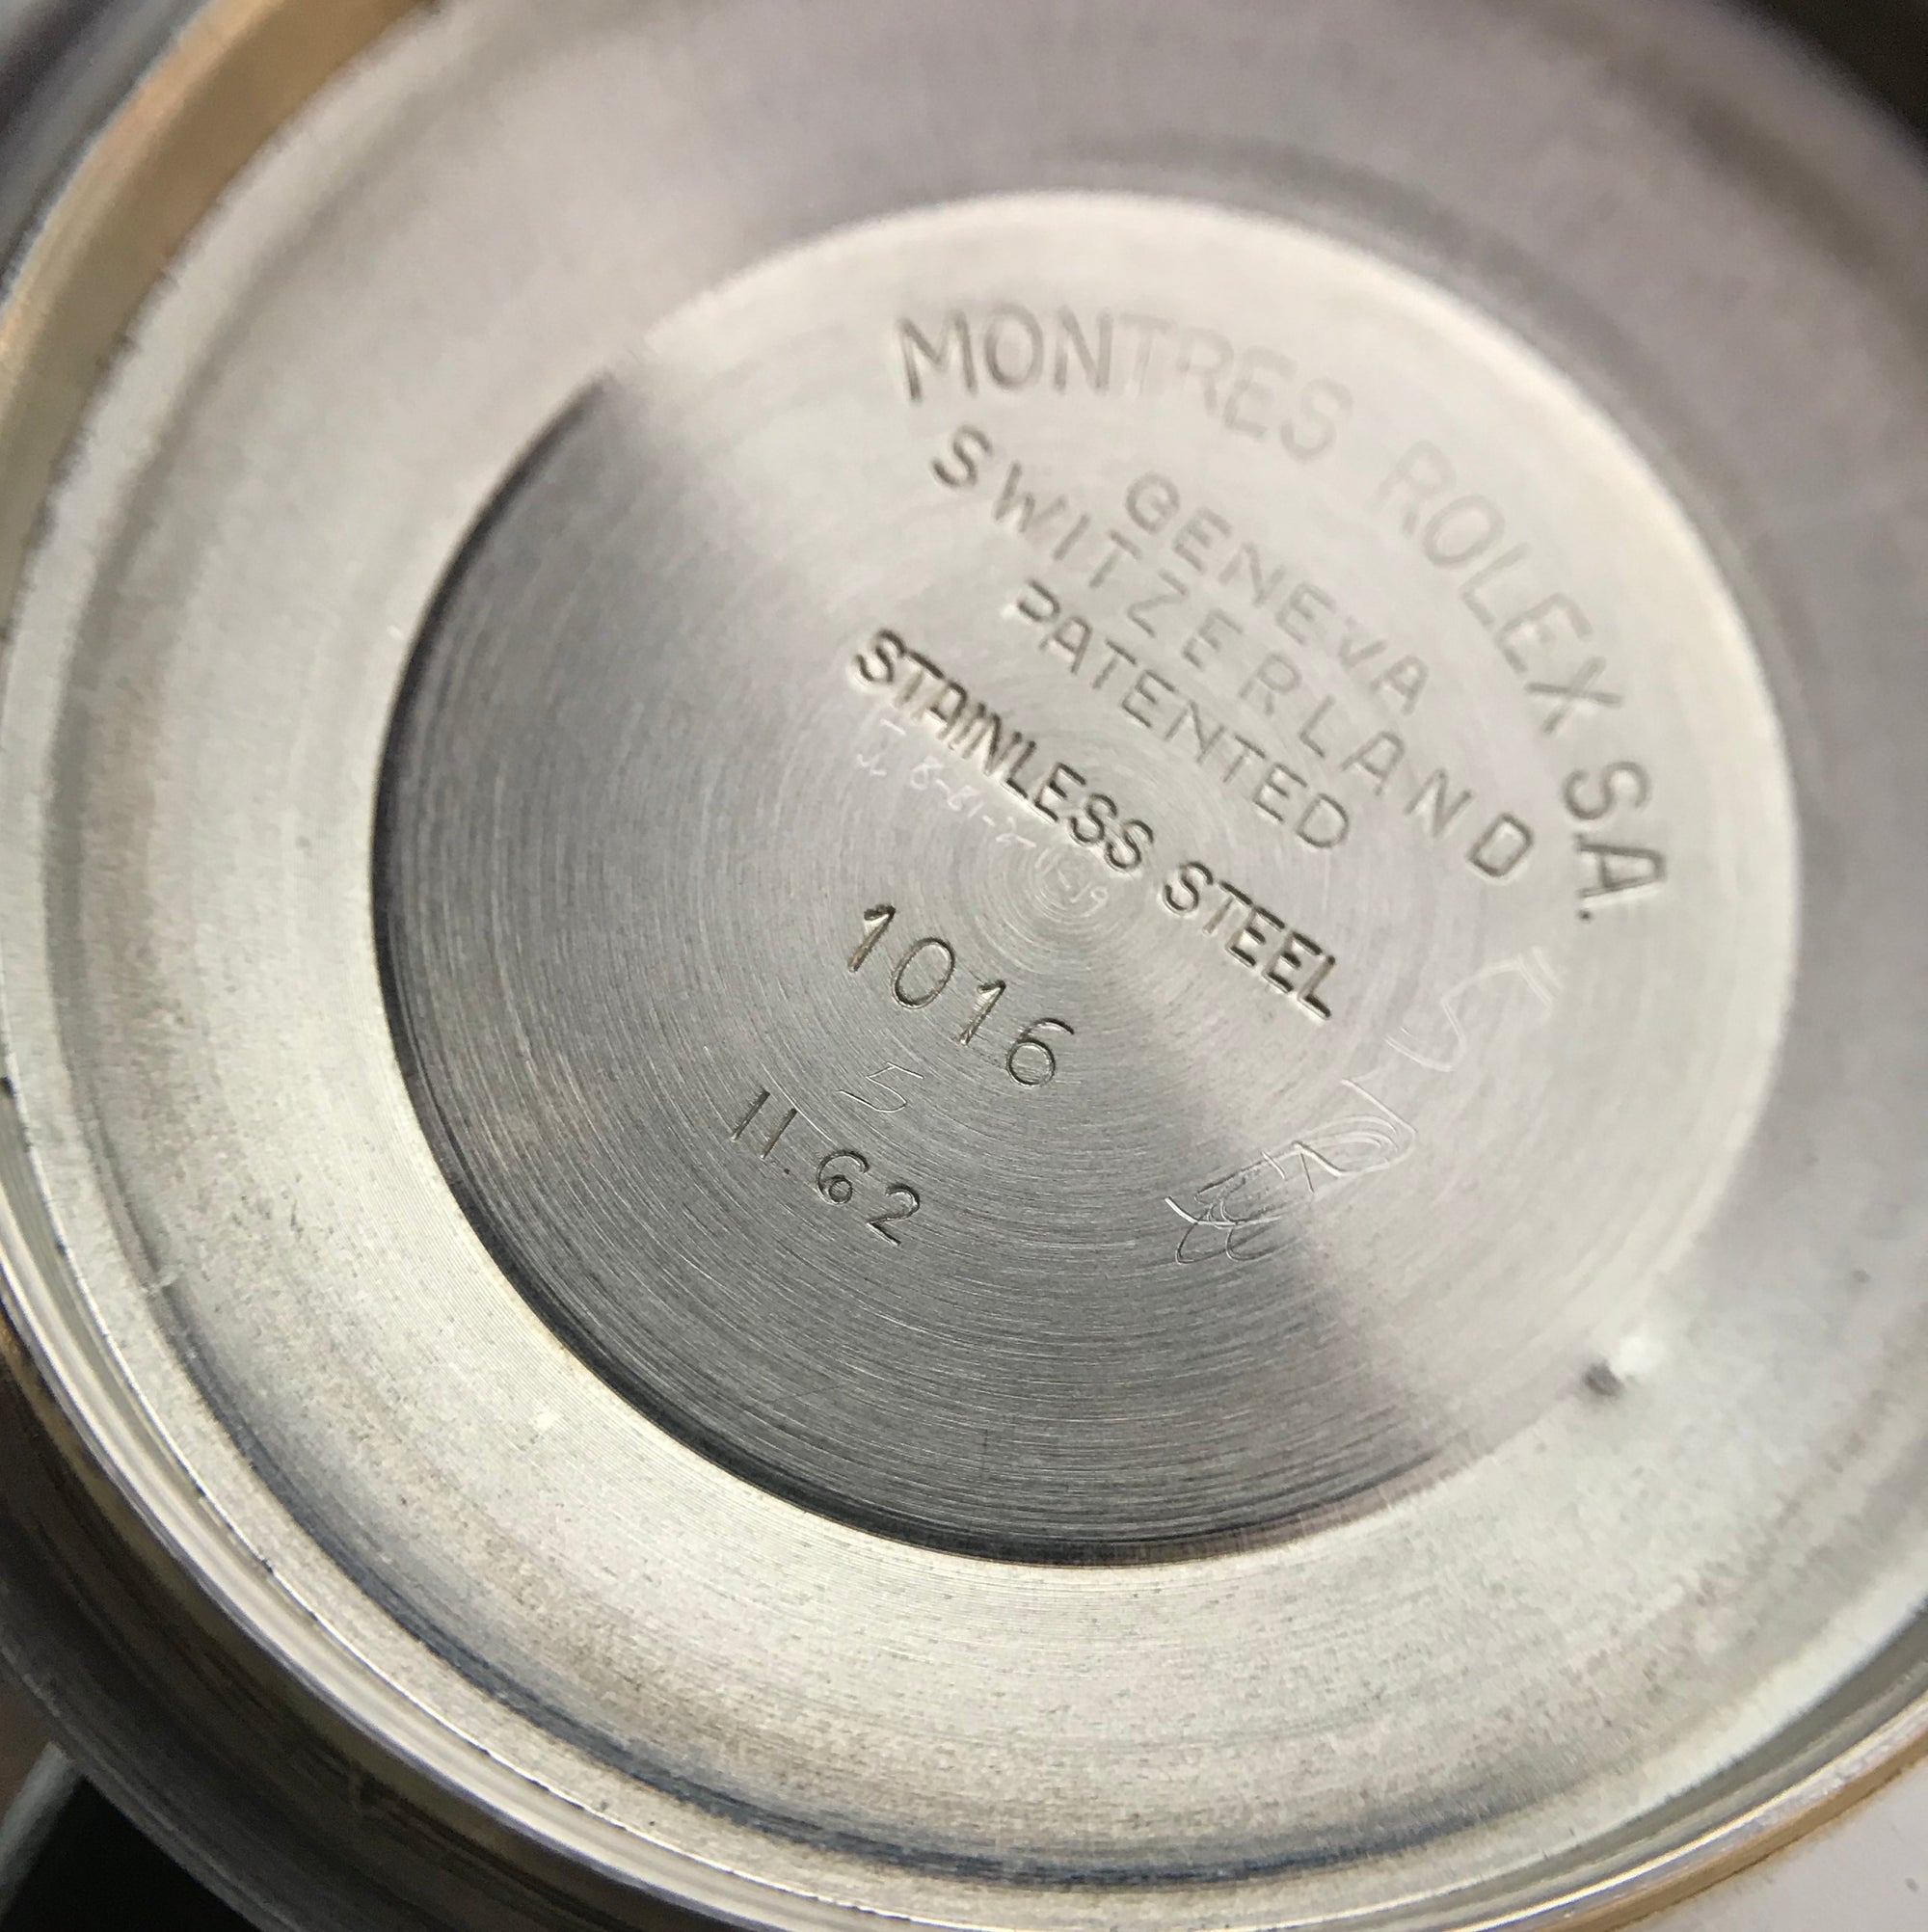 MONTRES ROLEX S.A.
GENEVA
SWITZERLAND
PATENTED
STAINLESS STEEL
1016
5
II.62